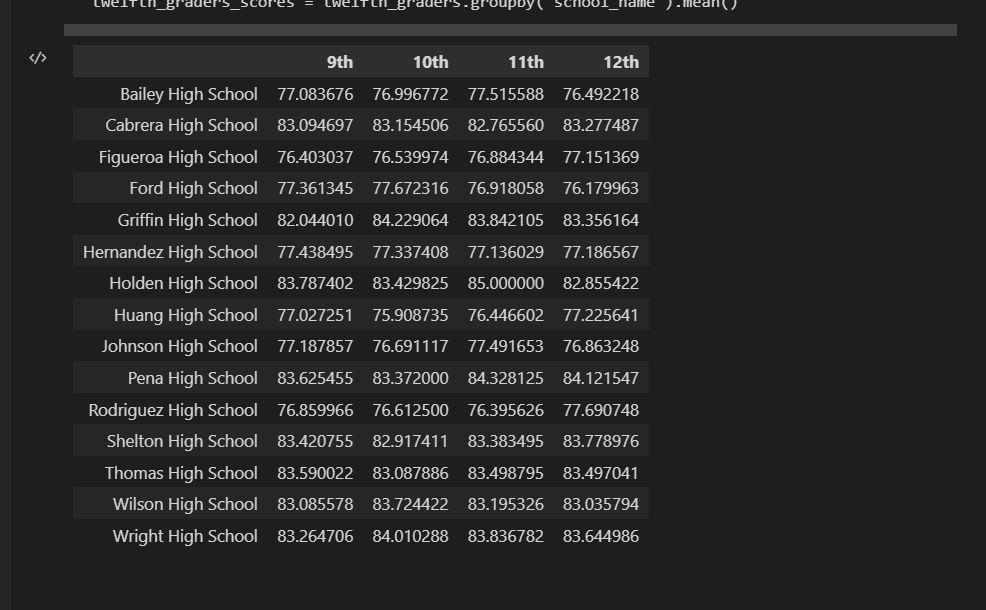 twelfth_graders_scores = twelfth_graders.groupby( school_name ).mean()
9th 10th 11th 12th
Bailey High School 77.083676 76.996772 77.515588 76.492218
Cabrera High School 83.094697 83.154506 82.765560 83.277487
Figueroa High School 76.403037 76.539974 76.884344 77.151369
Ford High School 77.361345 77.672316 76.918058 76.179963
Griffin High School 82.044010 84.229064 83.842105 83.356164
Hernandez High School 77.438495 77.337408 77.136029 77.186567
Holden High School 83.787402 83.429825 85.000000 82.855422
Huang High School 77.027251 75.908735 76.446602 77.225641
Johnson High School 77.187857 76.691117 77.491653 76.863248
Pena High School 83.625455 83.372000 84.328125 84.121547
Rodriguez High School 76.859966 76.612500 76.395626 77.690748
Shelton High School 83.420755 82.917411 83.383495 83.778976
Thomas High School 83.590022 83.087886 83.498795 83.497041
Wilson High School 83.085578 83.724422 83.195326 83.035794
Wright High School 83.264706 84.010288 83.836782 83.644986